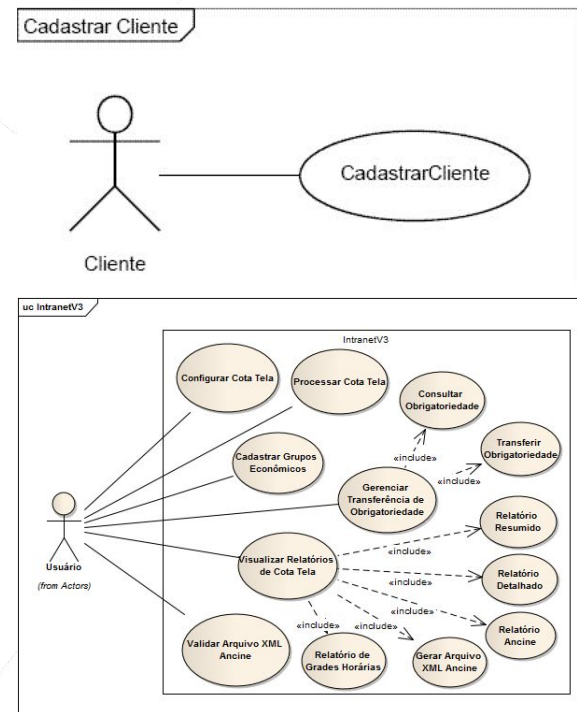 Cadastrar Cliente
CadastrarCliente
Cliente
uc IntranetV3
IntranetV3
Configurar Cota Tela
Processar Cota Tela
Consultar
Obrigatoriedade
Transferir
Obrigatoriedade
«include»
«include»
Cadastrar Grupos
Econômicos
Gerenciar
Transferência de
Obrigatoriedade
Usuário
(from Actors)
Visualizar Relatórios
de Cota Tela
«include»
Relatório
Resumido
«include»
Relatório
Detalhado
«include»
Relatório
Ancine
«include»
«include»
Validar Arquivo XML
Ancine
Relatório de
Grades Horárias
Gerar Arquivo
XML Ancine